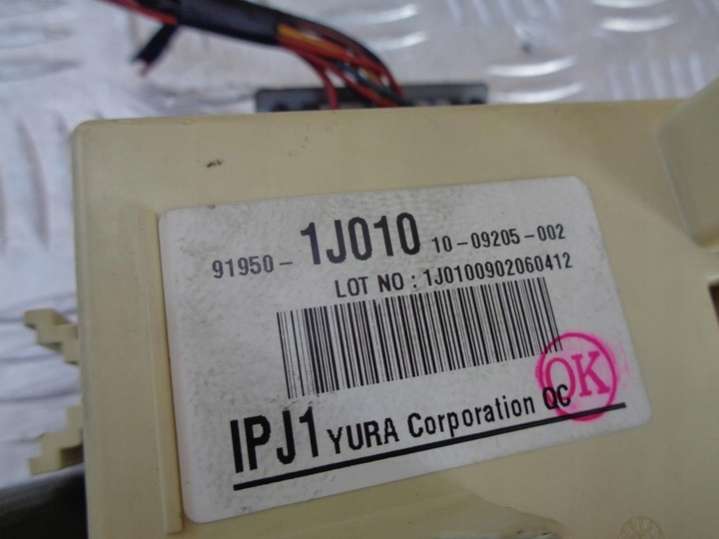 91950- 1J010 10-09205-002
LOT NO : 1J0100902060412
IPJ1 YURA Corporation QC
OK